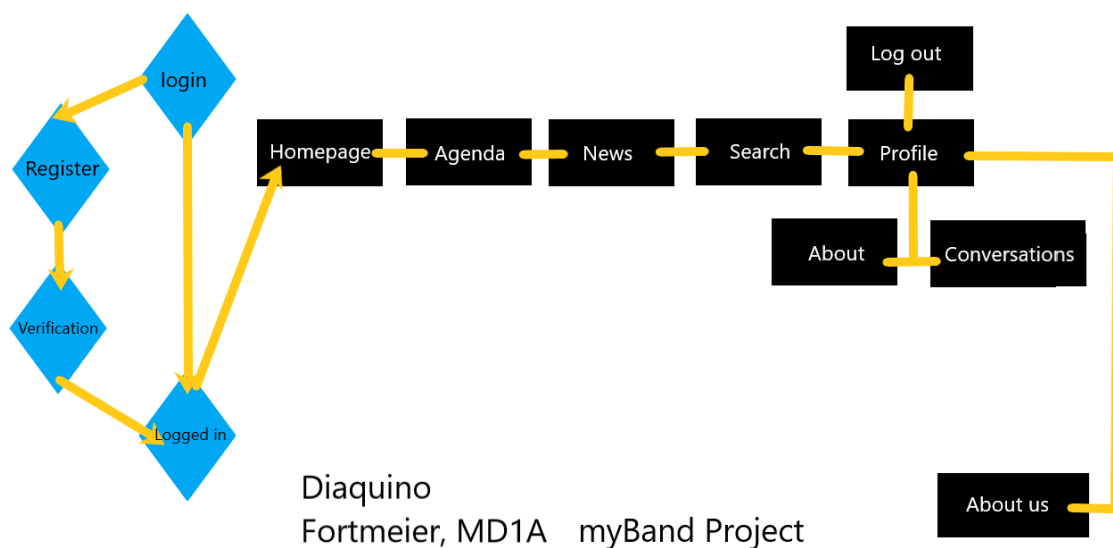 login
Register
Verification
Logged in
Homepage
Agenda
News
Search
Profile
Log out
About
Conversations
About us
Diaquino
Fortmeier, MD1A myBand Project